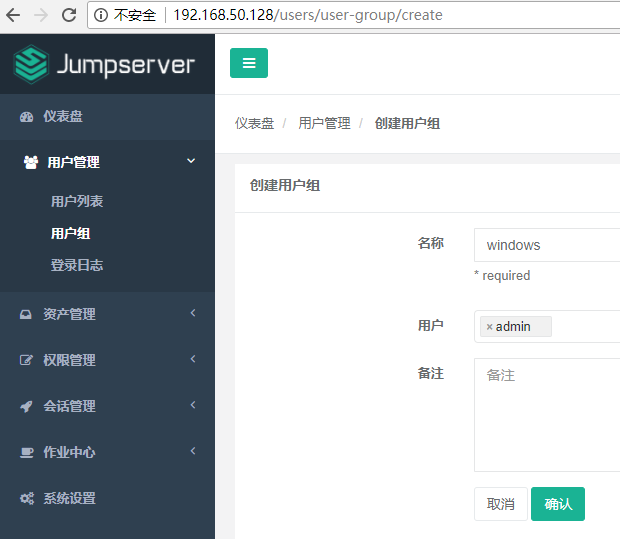 不安全 192.168.50.128/users/user-group/create
Jumpserver
仪表盘
用户管理
用户列表
用户组
登录日志
资产管理
权限管理
会话管理
作业中心
系统设置
仪表盘 / 用户管理 / 创建用户组
创建用户组
名称 windows
* required
用户 × admin
备注 备注
取消 确认